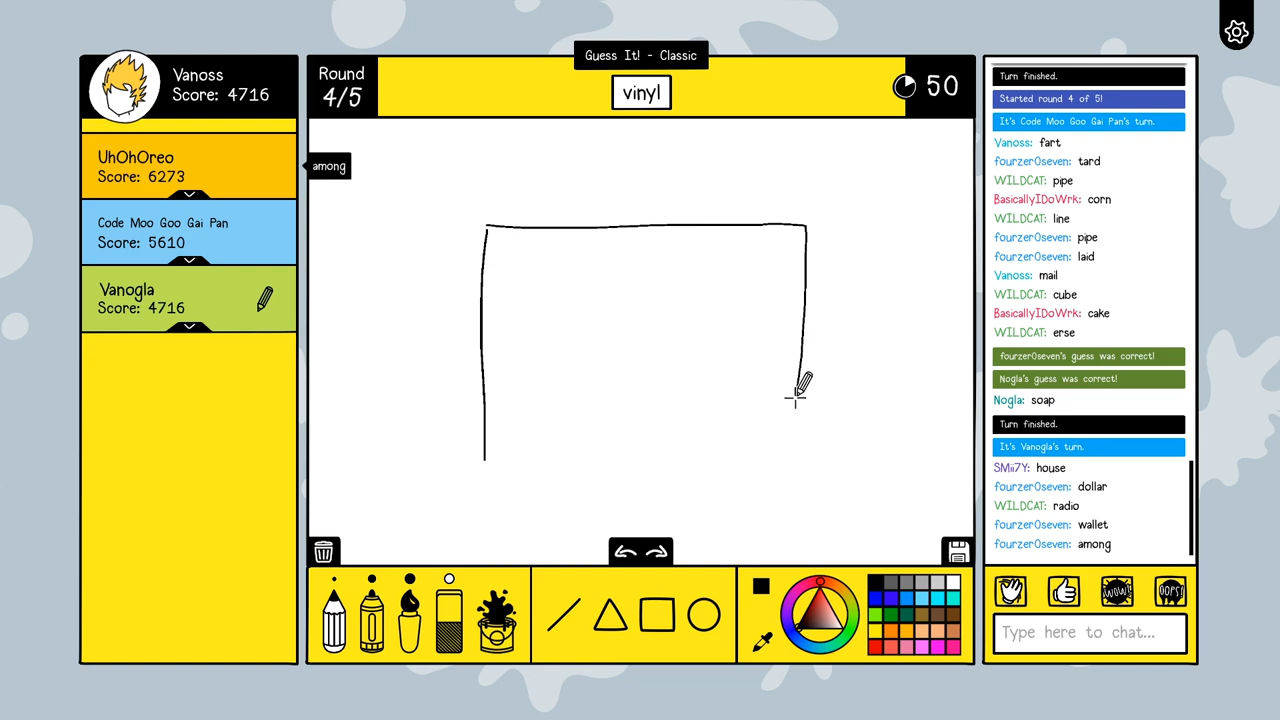 Guess It! - Classic
Vanoss
Score: 4716
Round
4/5
vinyl
50
UhOhOreo
Score: 6273
among
Code Moo Goo Gai Pan
Score: 5610
Vanogla
Score: 4716
Turn finished.
Started round 4 of 5!
It's Code Moo Goo Gai Pan's turn.
Vanoss: fart
fourzer0seven: tard
WILDCAT: pipe
BasicallyIDoWrk: corn
WILDCAT: line
fourzer0seven: pipe
fourzer0seven: laid
Vanoss: mail
WILDCAT: cube
BasicallyIDoWrk: cake
WILDCAT: erse
fourzer0seven's guess was correct!
Nogla's guess was correct!
Nogla: soap
Turn finished.
It's Vanogla's turn.
SMii7Y: house
fourzer0seven: dollar
WILDCAT: radio
fourzer0seven: wallet
fourzer0seven: among
WOW!
OOPS!
Type here to chat...